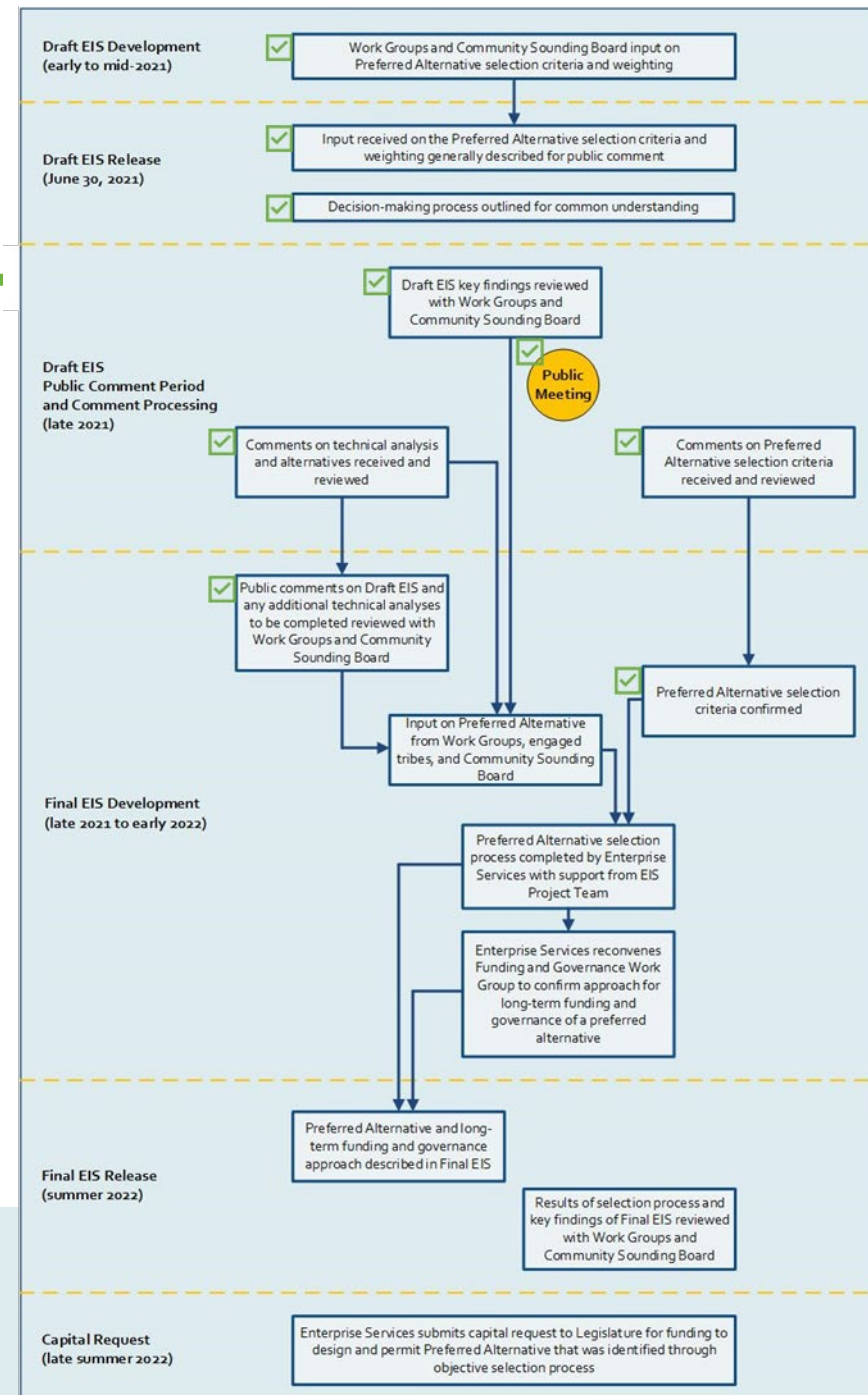 Draft EIS Development
(early to mid-2021)
Work Groups and Community Sounding Board input on
Preferred Alternative selection criteria and weighting
Draft EIS Release
(June 30, 2021)
Input received on the Preferred Alternative selection criteria and
weighting generally described for public comment
Decision-making process outlined for common understanding
Draft EIS
Public Comment Period
and Comment Processing
(late 2021)
Draft EIS key findings reviewed
with Work Groups and
Community Sounding Board
Public
Meeting
Comments on technical analysis
and alternatives received and
reviewed
Comments on Preferred
Alternative selection criteria
received and reviewed
Final EIS Development
(late 2021 to early 2022)
Public comments on Draft EIS and
any additional technical analyses
to be completed reviewed with
Work Groups and Community
Sounding Board
Preferred Alternative selection
criteria confirmed
Input on Preferred Alternative
from Work Groups, engaged
tribes, and Community Sounding
Board
Preferred Alternative selection
process completed by Enterprise
Services with support from EIS
Project Team
Enterprise Services reconvenes
Funding and Governance Work
Group to confirm approach for
long-term funding and
governance of a preferred
alternative
Final EIS Release
(summer 2022)
Preferred Alternative and long-
term funding and governance
approach described in Final EIS
Results of selection process and
key findings of Final EIS reviewed
with Work Groups and
Community Sounding Board
Capital Request
(late summer 2022)
Enterprise Services submits capital request to Legislature for funding to
design and permit Preferred Alternative that was identified through
objective selection process